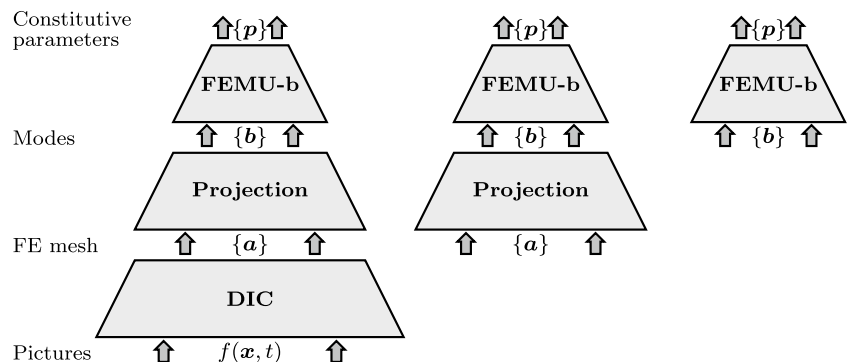 Constitutive
parameters
{p} {p} {p}
FEMU-b FEMU-b FEMU-b
Modes {b} {b} {b}
Projection Projection
FE mesh {a} {a}
DIC
Pictures f(x, t)